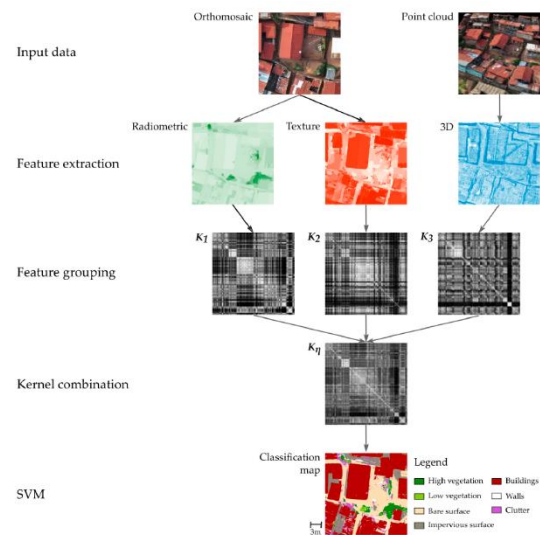 Orthomosaic
Point cloud
Input data
Radiometric
Texture
3D
Feature extraction
K1
K2
K3
Feature grouping
Kη
Kernel combination
Classification
map
Legend
High vegetation
Buildings
Low vegetation
Walls
Bare surface
Clutter
Impervious surface
SVM
3m